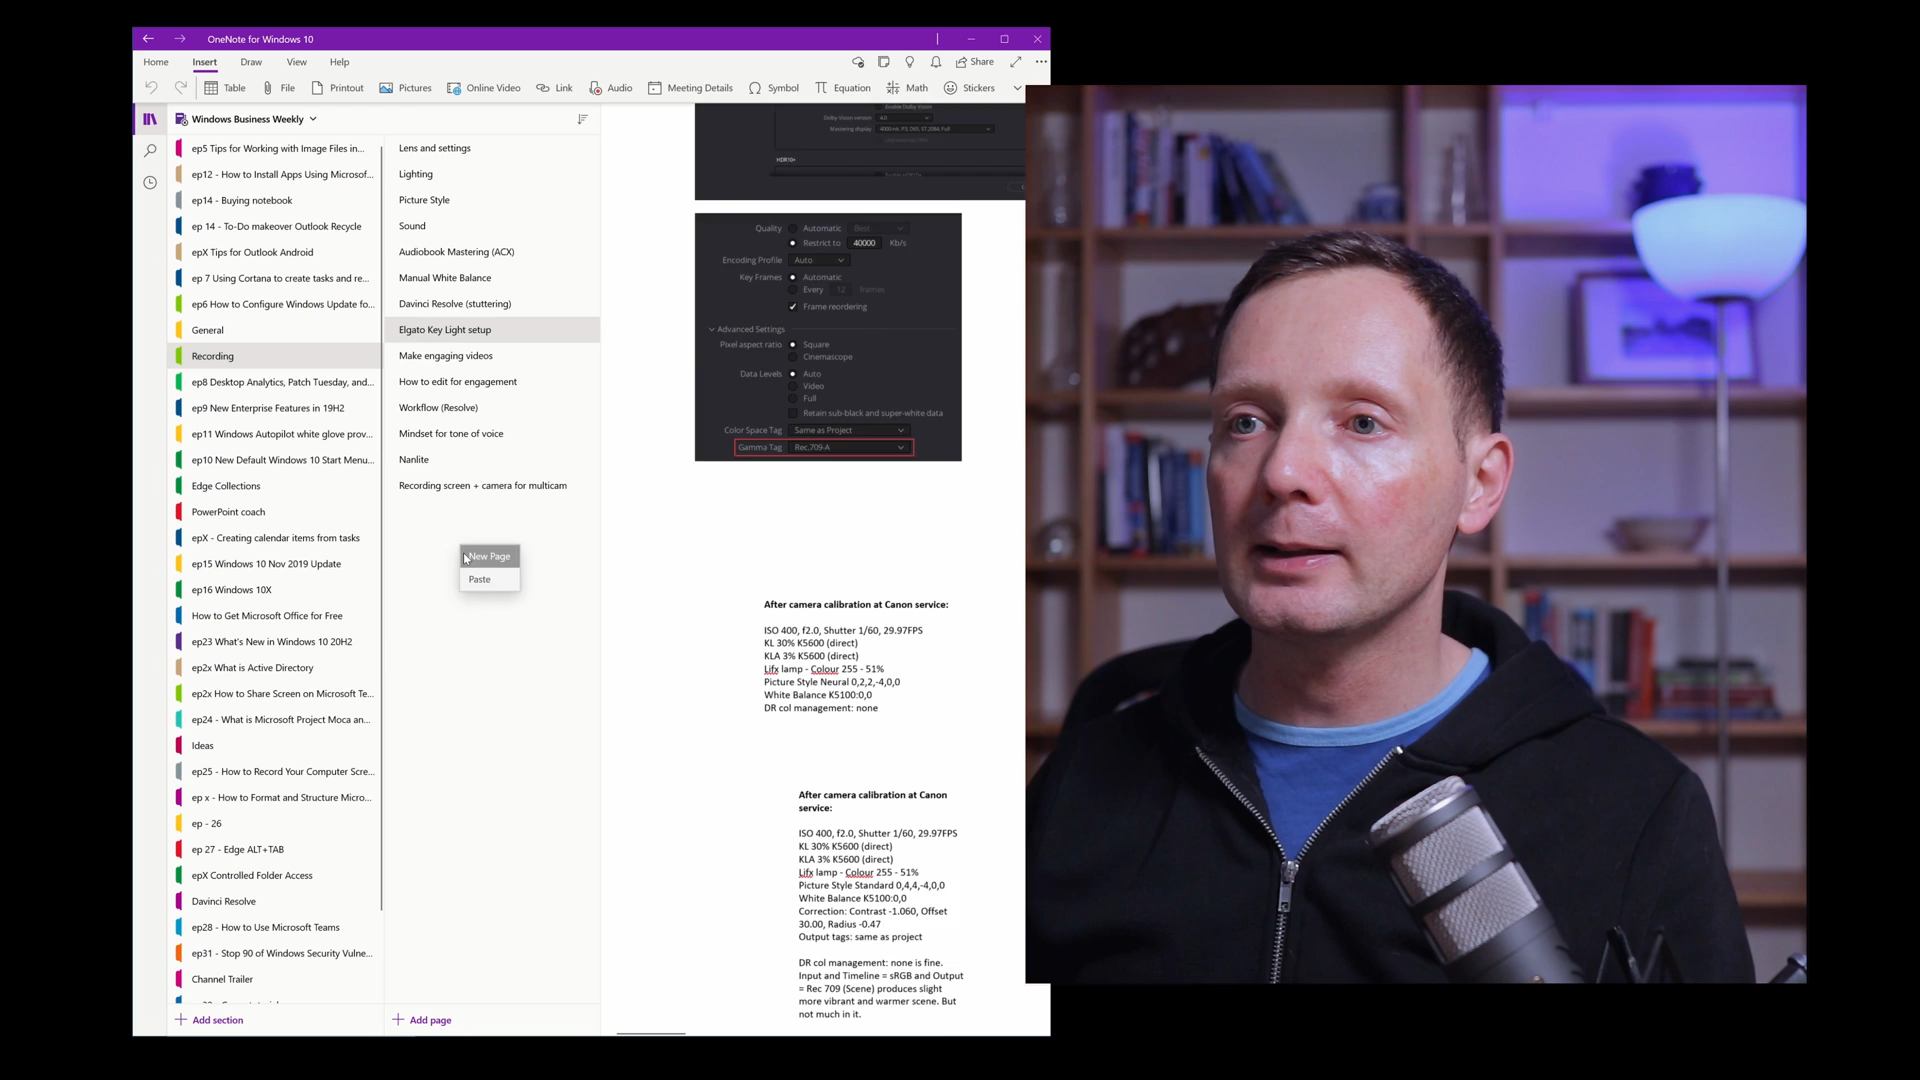 OneNote for Windows 10
Home Insert Draw View Help
Share
Table File Printout Pictures Online Video Link Audio Meeting Details Symbol Equation Math Stickers
Windows Business Weekly
ep5 Tips for Working with Image Files in...
ep12 - How to Install Apps Using Microsof...
ep14 - Buying notebook
ep 14 - To-Do makeover Outlook Recycle
epX Tips for Outlook Android
ep 7 Using Cortana to create tasks and re...
ep6 How to Configure Windows Update fo...
General
Recording
ep8 Desktop Analytics, Patch Tuesday, and...
ep9 New Enterprise Features in 19H2
ep11 Windows Autopilot white glove prov...
ep10 New Default Windows 10 Start Menu...
Edge Collections
PowerPoint coach
epX - Creating calendar items from tasks
ep15 Windows 10 Nov 2019 Update
ep16 Windows 10X
How to Get Microsoft Office for Free
ep23 What's New in Windows 10 20H2
ep2x What is Active Directory
ep2x How to Share Screen on Microsoft Te...
ep24 - What is Microsoft Project Moca an...
Ideas
ep25 - How to Record Your Computer Scre...
ep x - How to Format and Structure Micro...
ep - 26
ep 27 - Edge ALT+TAB
epX Controlled Folder Access
Davinci Resolve
ep28 - How to Use Microsoft Teams
ep31 - Stop 90 of Windows Security Vulne...
Channel Trailer
Add section
Lens and settings
Lighting
Picture Style
Sound
Audiobook Mastering (ACX)
Manual White Balance
Davinci Resolve (stuttering)
Elgato Key Light setup
Make engaging videos
How to edit for engagement
Workflow (Resolve)
Mindset for tone of voice
Nanlite
Recording screen + camera for multicam
New Page
Paste
Add page
Enable Dolby Vision
Dolby Vision version 4.0
Mastering display 4000-nit, P3, D65, ST.2084, Full
HDR10+
Quality Automatic Best
Restrict to 40000 Kb/s
Encoding Profile Auto
Key Frames Automatic
Every 12 frames
Frame reordering
Advanced Settings
Pixel aspect ratio Square
Cinemascope
Data Levels Auto
Video
Full
Retain sub-black and super-white data
Color Space Tag Same as Project
Gamma Tag Rec.709-A
After camera calibration at Canon service:
ISO 400, f2.0, Shutter 1/60, 29.97FPS
KL 30% K5600 (direct)
KLA 3% K5600 (direct)
Lifx lamp - Colour 255 - 51%
Picture Style Neural 0,2,2,-4,0,0
White Balance K5100:0,0
DR col management: none
After camera calibration at Canon
service:
ISO 400, f2.0, Shutter 1/60, 29.97FPS
KL 30% K5600 (direct)
KLA 3% K5600 (direct)
Lifx lamp - Colour 255 - 51%
Picture Style Standard 0,4,4,-4,0,0
White Balance K5100:0,0
Correction: Contrast -1.060, Offset
30.00, Radius -0.47
Output tags: same as project
DR col management: none is fine.
Input and Timeline = sRGB and Output
= Rec 709 (Scene) produces slight
more vibrant and warmer scene. But
not much in it.